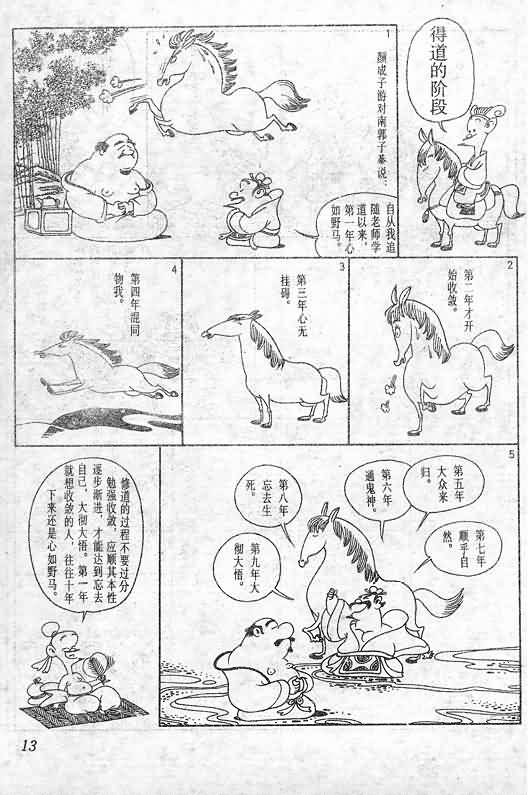 得道的阶段
1
颜成子游对南郭子綦说：
自从我追
随老师学
道以来，
第一年心
如野马。
2
第二年才开
始收敛。
3
第三年心无
挂碍。
4
第四年混同
物我。
5
第五年
大众来
归。
第六年
通鬼神。
第七年
顺乎自
然。
第八年
忘去生
死。
第九年大
彻大悟。
修道的过程不要过分
勉强收敛，应顺其本性
逐步渐进，才能达到忘去
自己，大彻大悟。第一年
就想收敛的人，往往十年
下来还是心如野马。
13